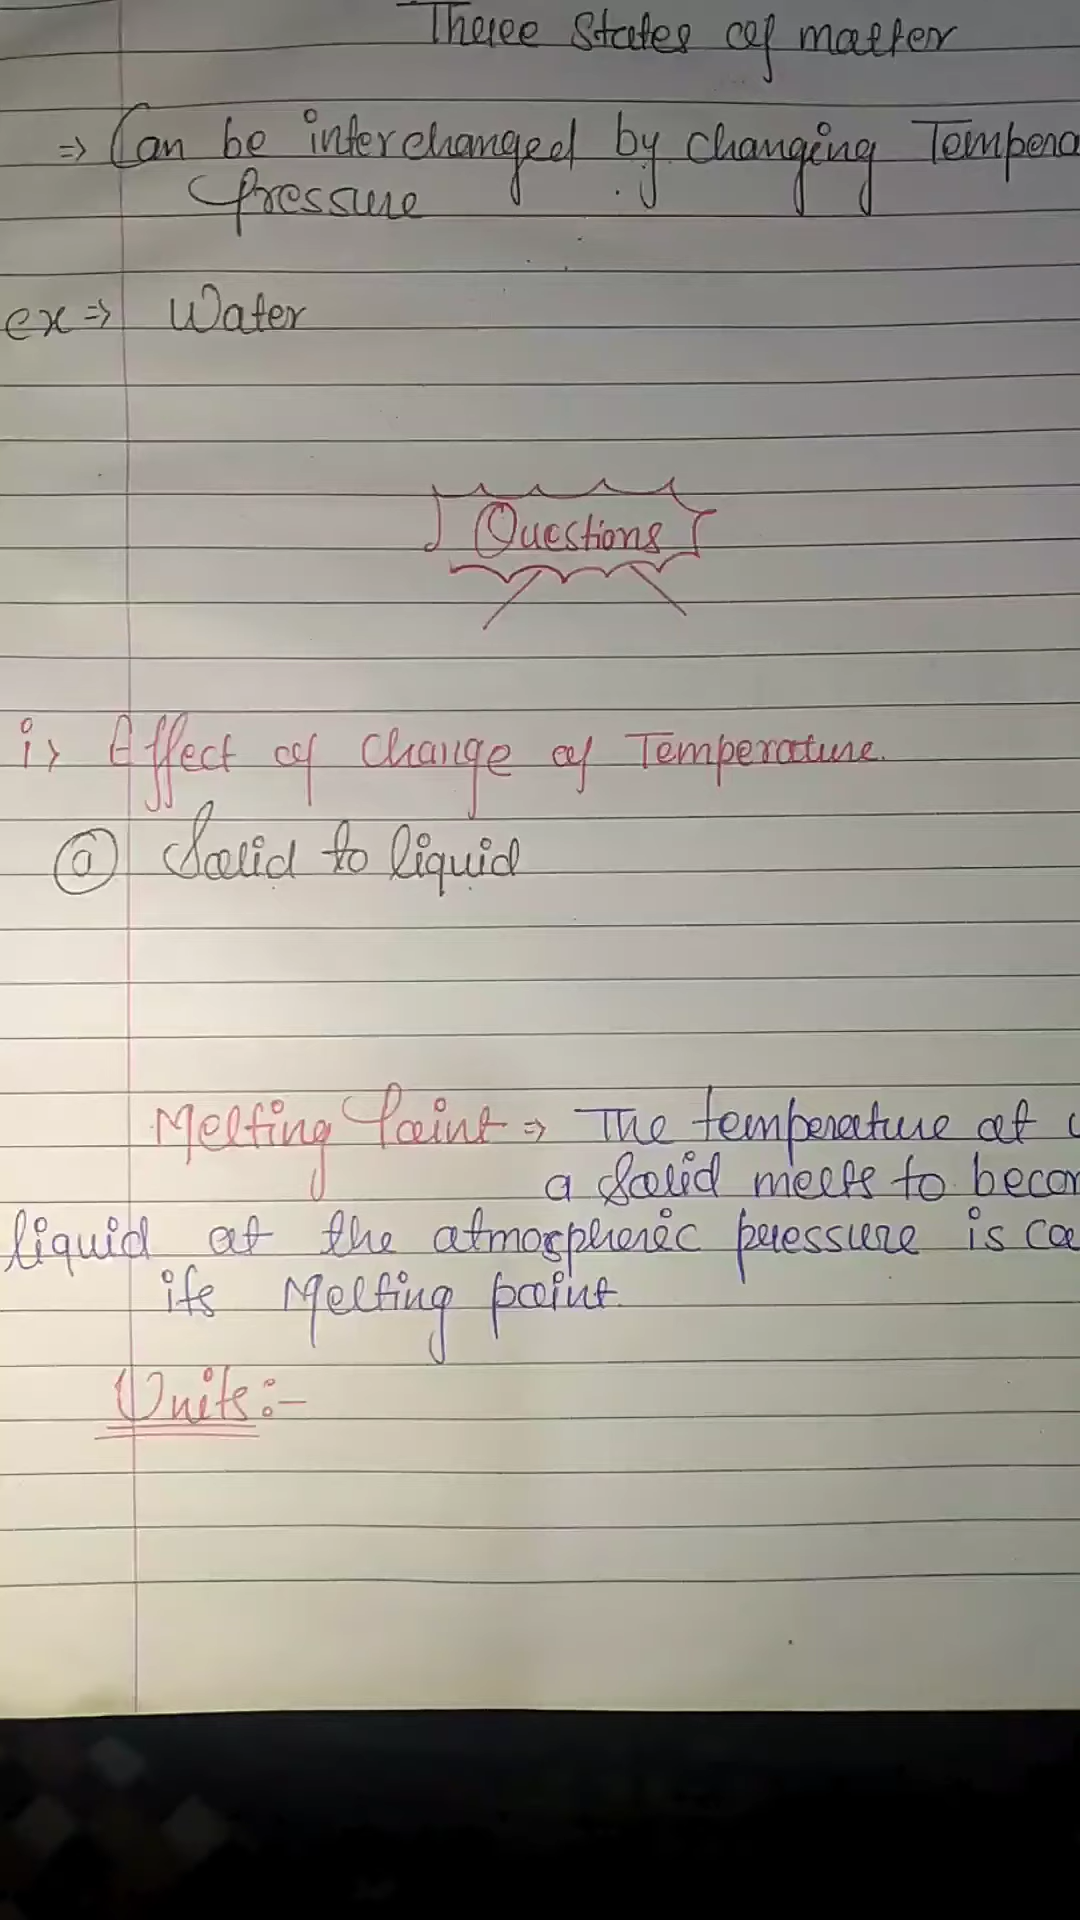 Three States of matter
⇒ Can be interchanged by changing Tempera
Pressure
ex ⇒ Water
Questions
i> Effect of Change of Temperature.
(a) Solid to liquid
Melting Point ⇒ The temperature at
a Solid melts to becom
liquid at the atmospheric pressure is ca
its Melting point.
Units:-